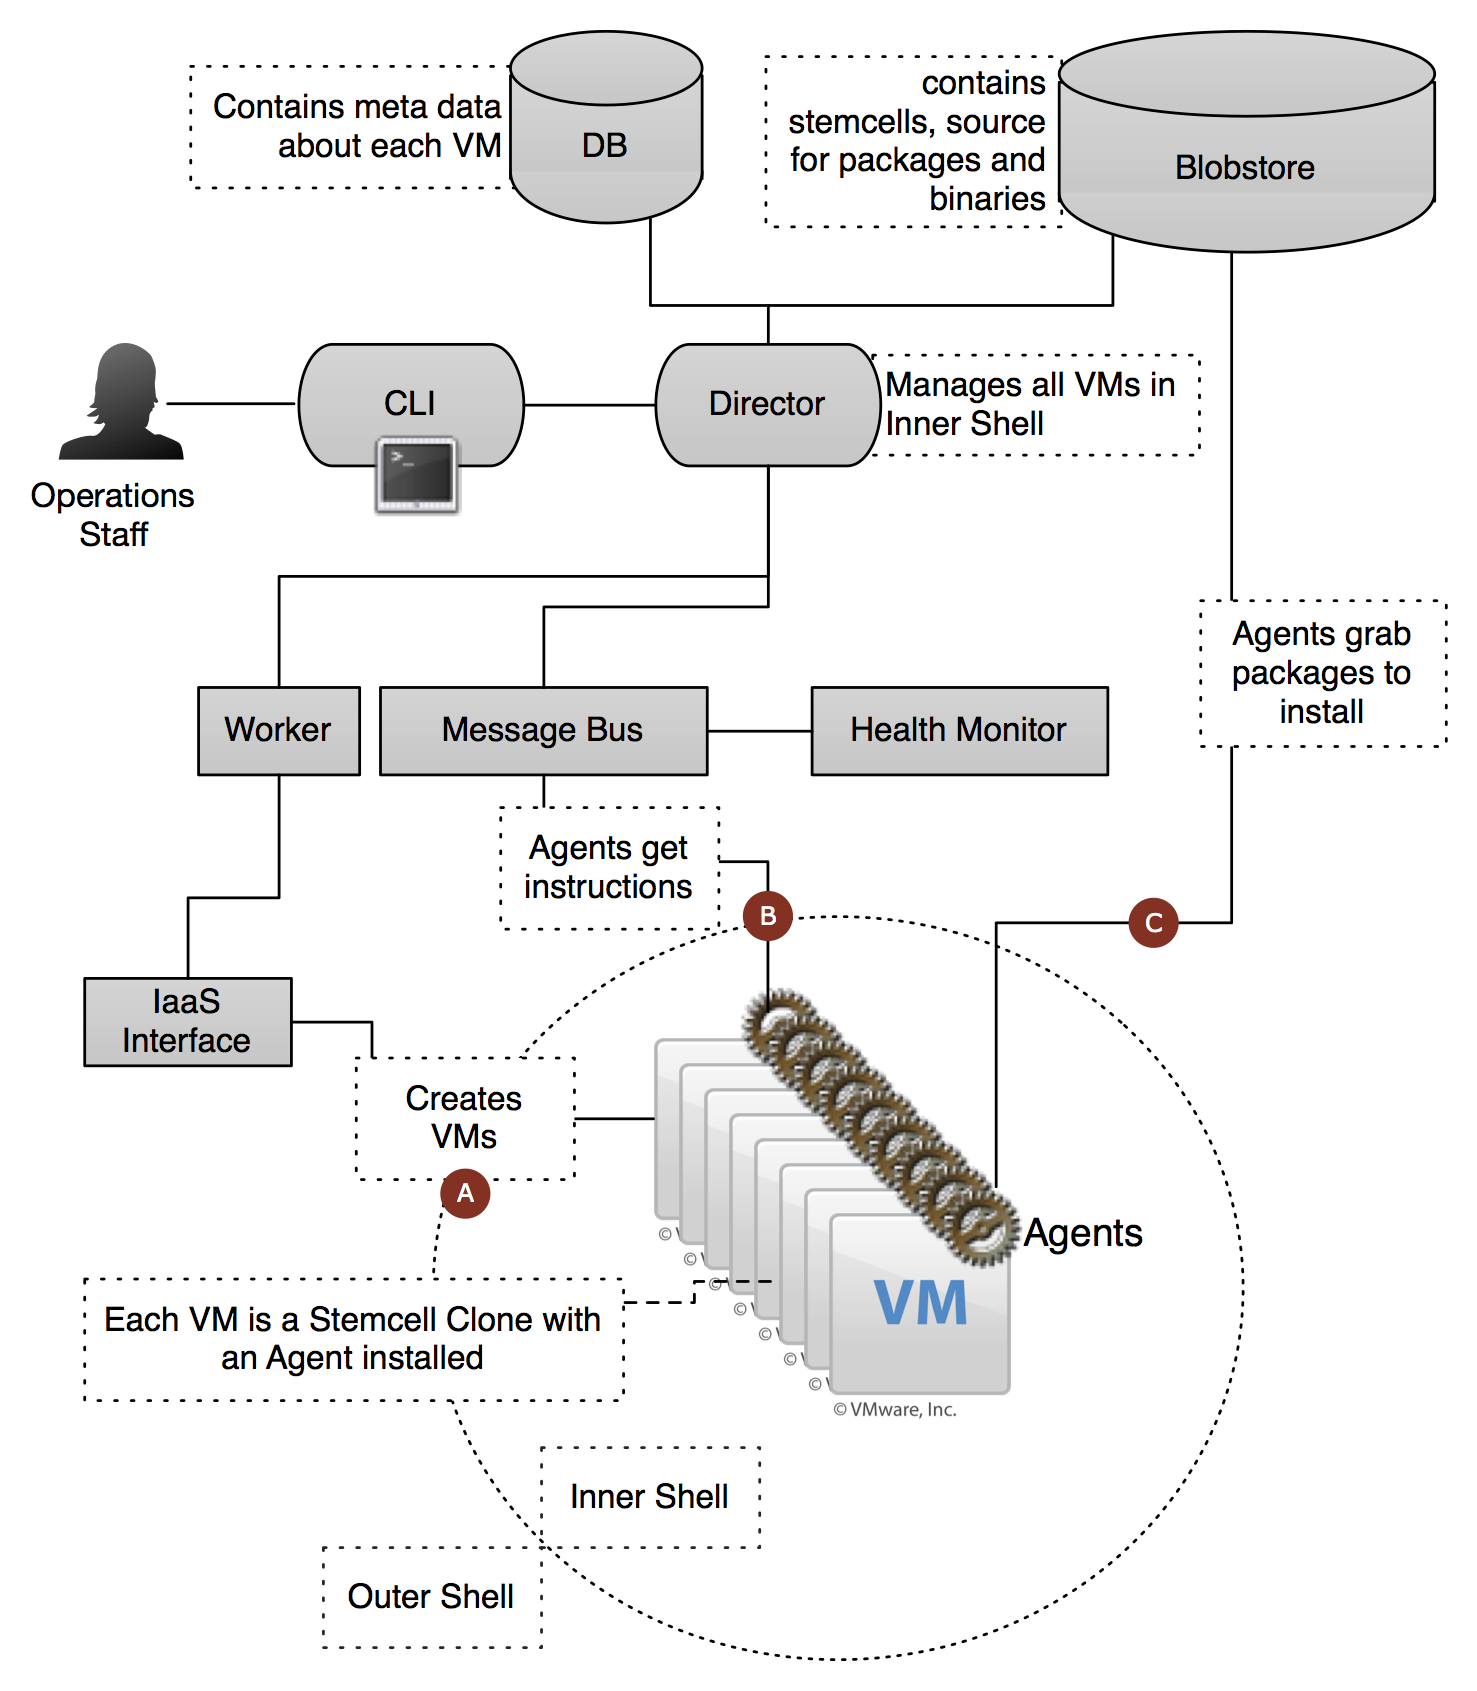 Contains meta data
about each VM
DB
contains
stemcells, source
for packages and
binaries
Blobstore
Operations
Staff
CLI
>_
Director
Manages all VMs in
Inner Shell
Agents grab
packages to
install
Worker
Message Bus
Health Monitor
Agents get
instructions
B
C
IaaS
Interface
Creates
VMs
A
Agents
Each VM is a Stemcell Clone with
an Agent installed
VM
©
©
©
©
©
©
©
© VMware, Inc.
Inner Shell
Outer Shell